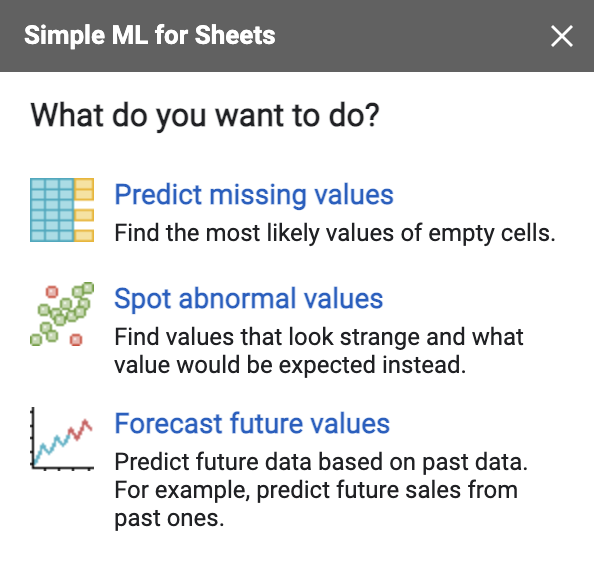 Simple ML for Sheets
What do you want to do?
Predict missing values
Find the most likely values of empty cells.
Spot abnormal values
Find values that look strange and what
value would be expected instead.
Forecast future values
Predict future data based on past data.
For example, predict future sales from
past ones.